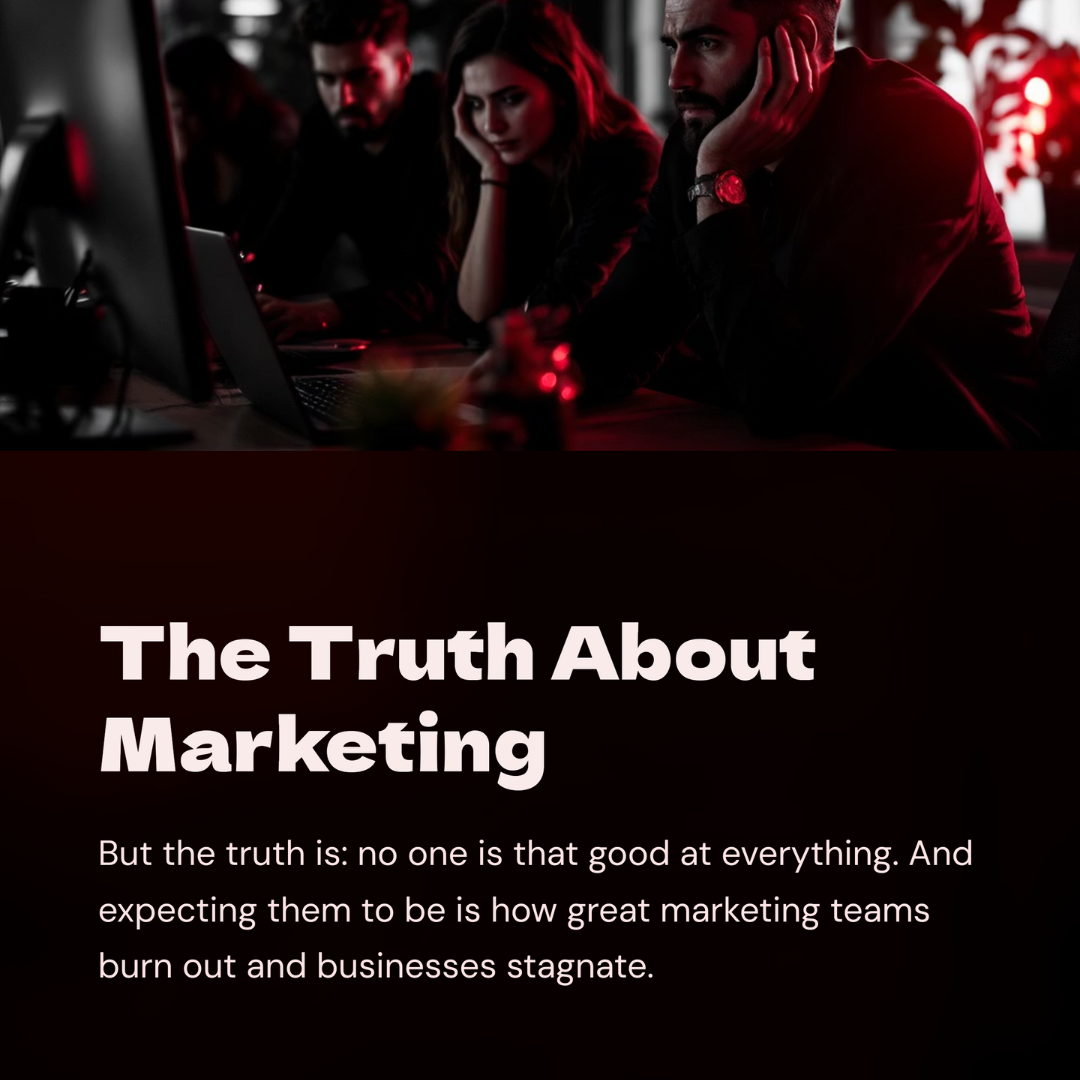 The Truth About
Marketing
But the truth is: no one is that good at everything. And
expecting them to be is how great marketing teams
burn out and businesses stagnate.